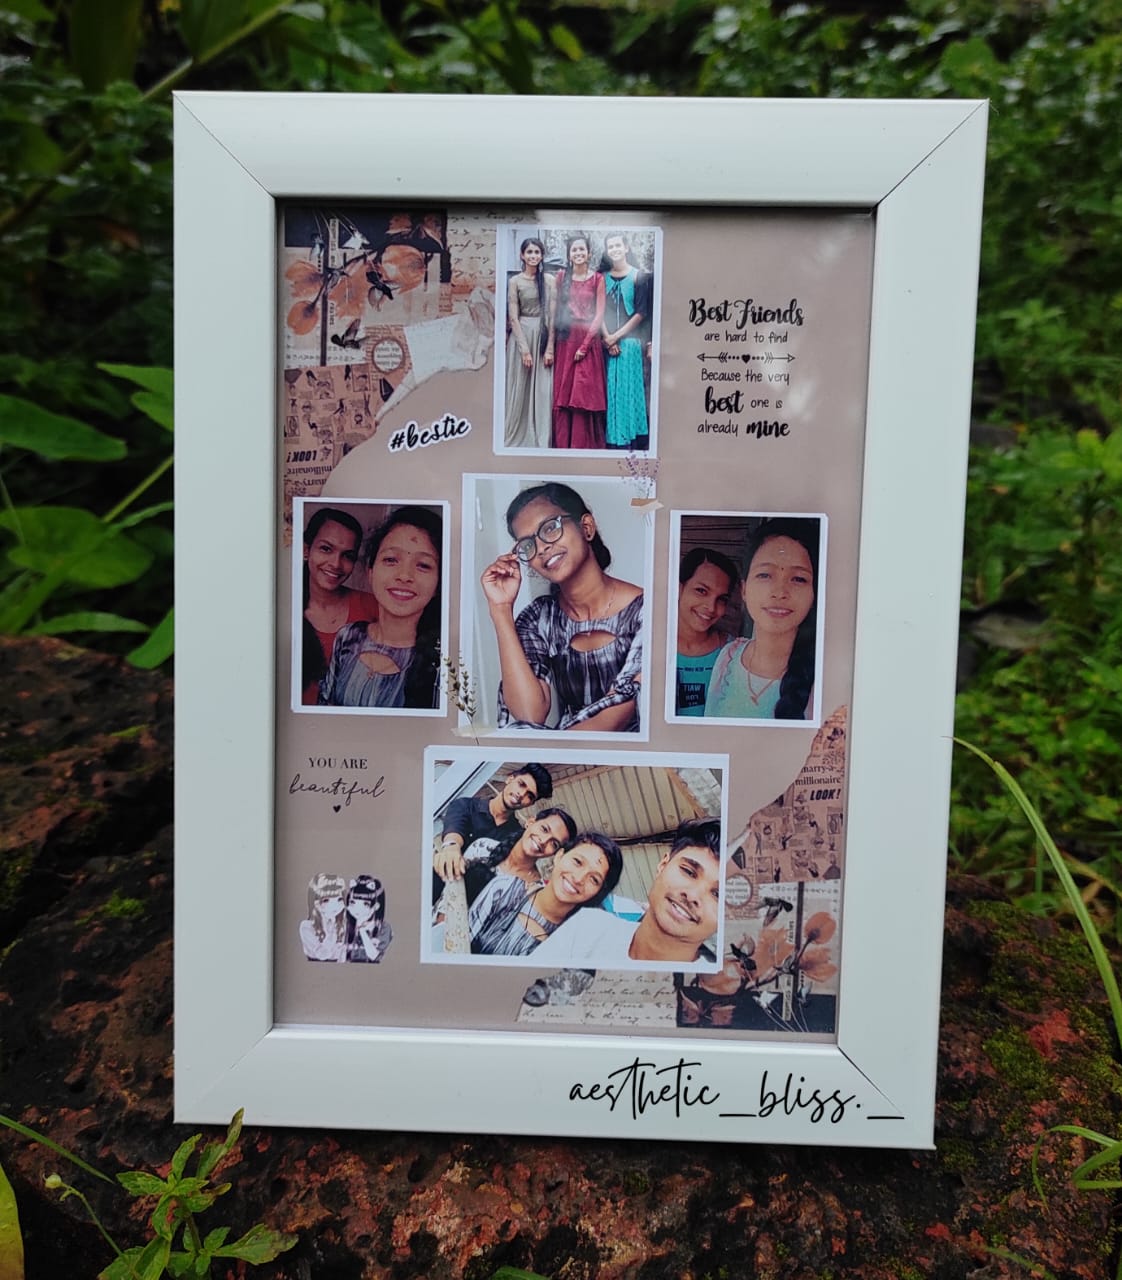 Best Friends
are hard to find
Because the very
best one is
already mine
#bestie
LOOK!
YOU ARE
beautiful
marry-a-
millionaire
LOOK!
aesthetic_bliss._